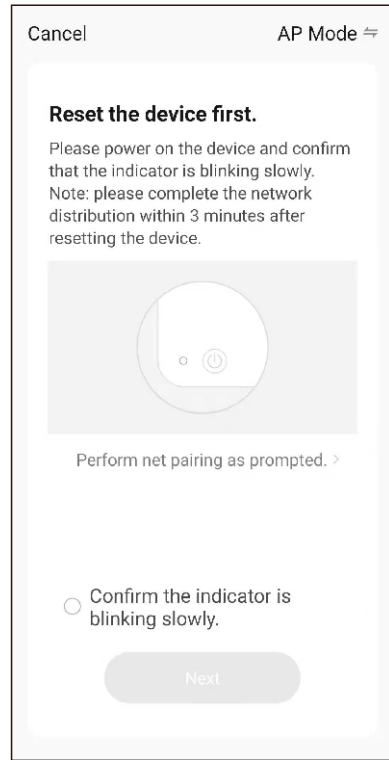 Cancel
AP Mode ⇋
Reset the device first.
Please power on the device and confirm
that the indicator is blinking slowly.
Note: please complete the network
distribution within 3 minutes after
resetting the device.
Perform net pairing as prompted. >
Confirm the indicator is
blinking slowly.
Next